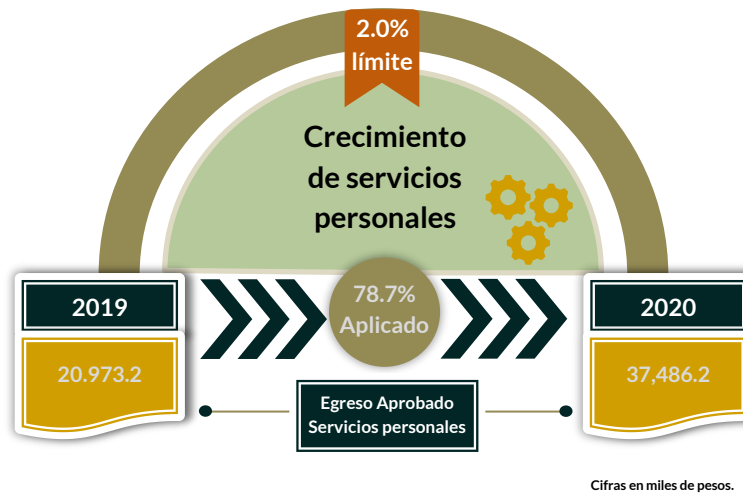 2.0%
límite
Crecimiento
de servicios
personales
78.7%
Aplicado
2019
20.973.2
2020
37,486.2
Egreso Aprobado
Servicios personales
Cifras en miles de pesos.